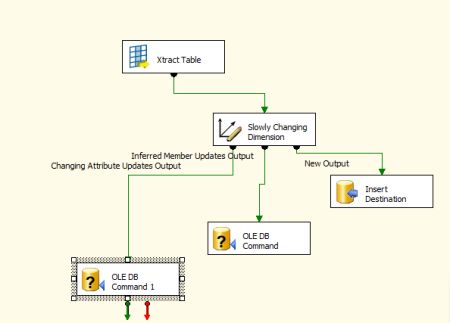 Xtract Table
Slowly Changing
Dimension
Inferred Member Updates Output
Changing Attribute Updates Output
New Output
Insert
Destination
? OLE DB
Command
? OLE DB
Command 1